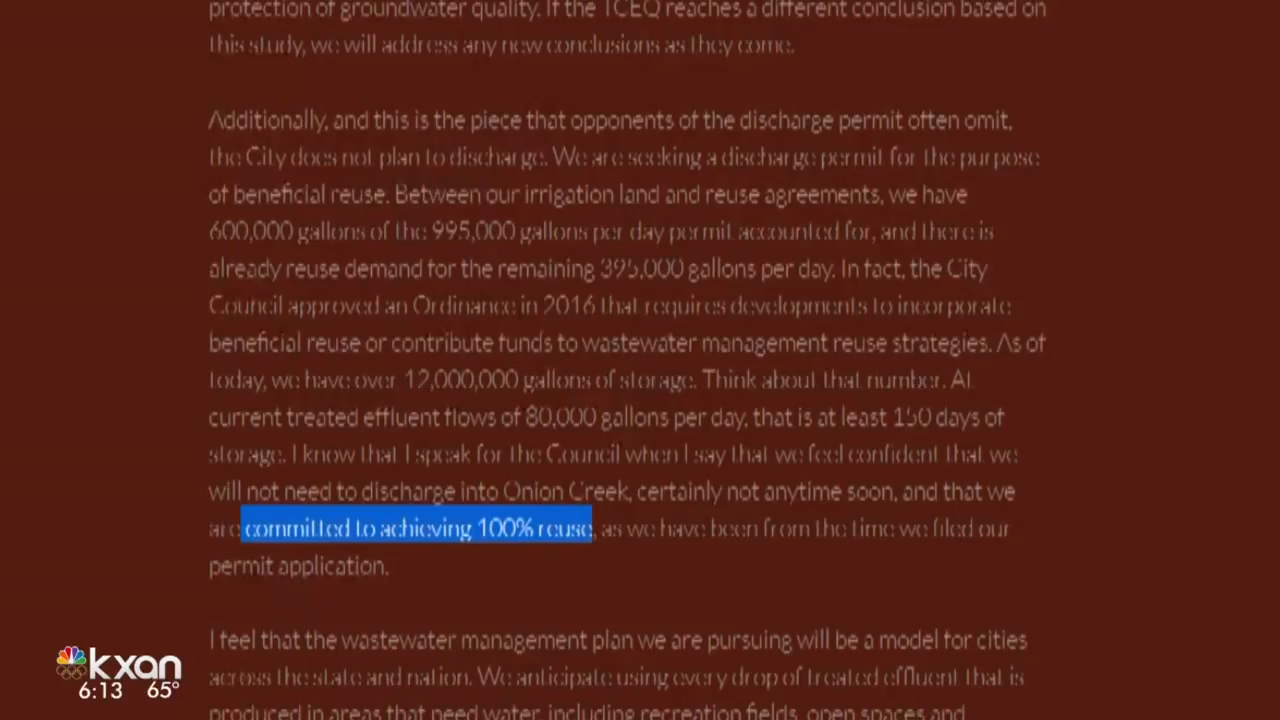 protection of groundwater quality. If the TCEQ reaches a different conclusion based on
this study, we will address any new conclusions as they come.
Additionally, and this is the piece that opponents of the discharge permit often omit,
the City does not plan to discharge. We are seeking a discharge permit for the purpose
of beneficial reuse. Between our irrigation land and reuse agreements, we have
600,000 gallons of the 995,000 gallons per day permit accounted for, and there is
already reuse demand for the remaining 395,000 gallons per day. In fact, the City
Council approved an Ordinance in 2016 that requires developments to incorporate
beneficial reuse or contribute funds to wastewater management reuse strategies. As of
today, we have over 12,000,000 gallons of storage. Think about that number. At
current treated effluent flows of 80,000 gallons per day, that is at least 150 days of
storage. I know that I speak for the Council when I say that we feel confident that we
will not need to discharge into Onion Creek, certainly not anytime soon, and that we
are committed to achieving 100% reuse, as we have been from the time we filed our
permit application.
I feel that the wastewater management plan we are pursuing will be a model for cities
across the state and nation. We anticipate using every drop of treated effluent that is
produced in areas that need water, including recreation fields, open spaces and
kxan
6:13 65°